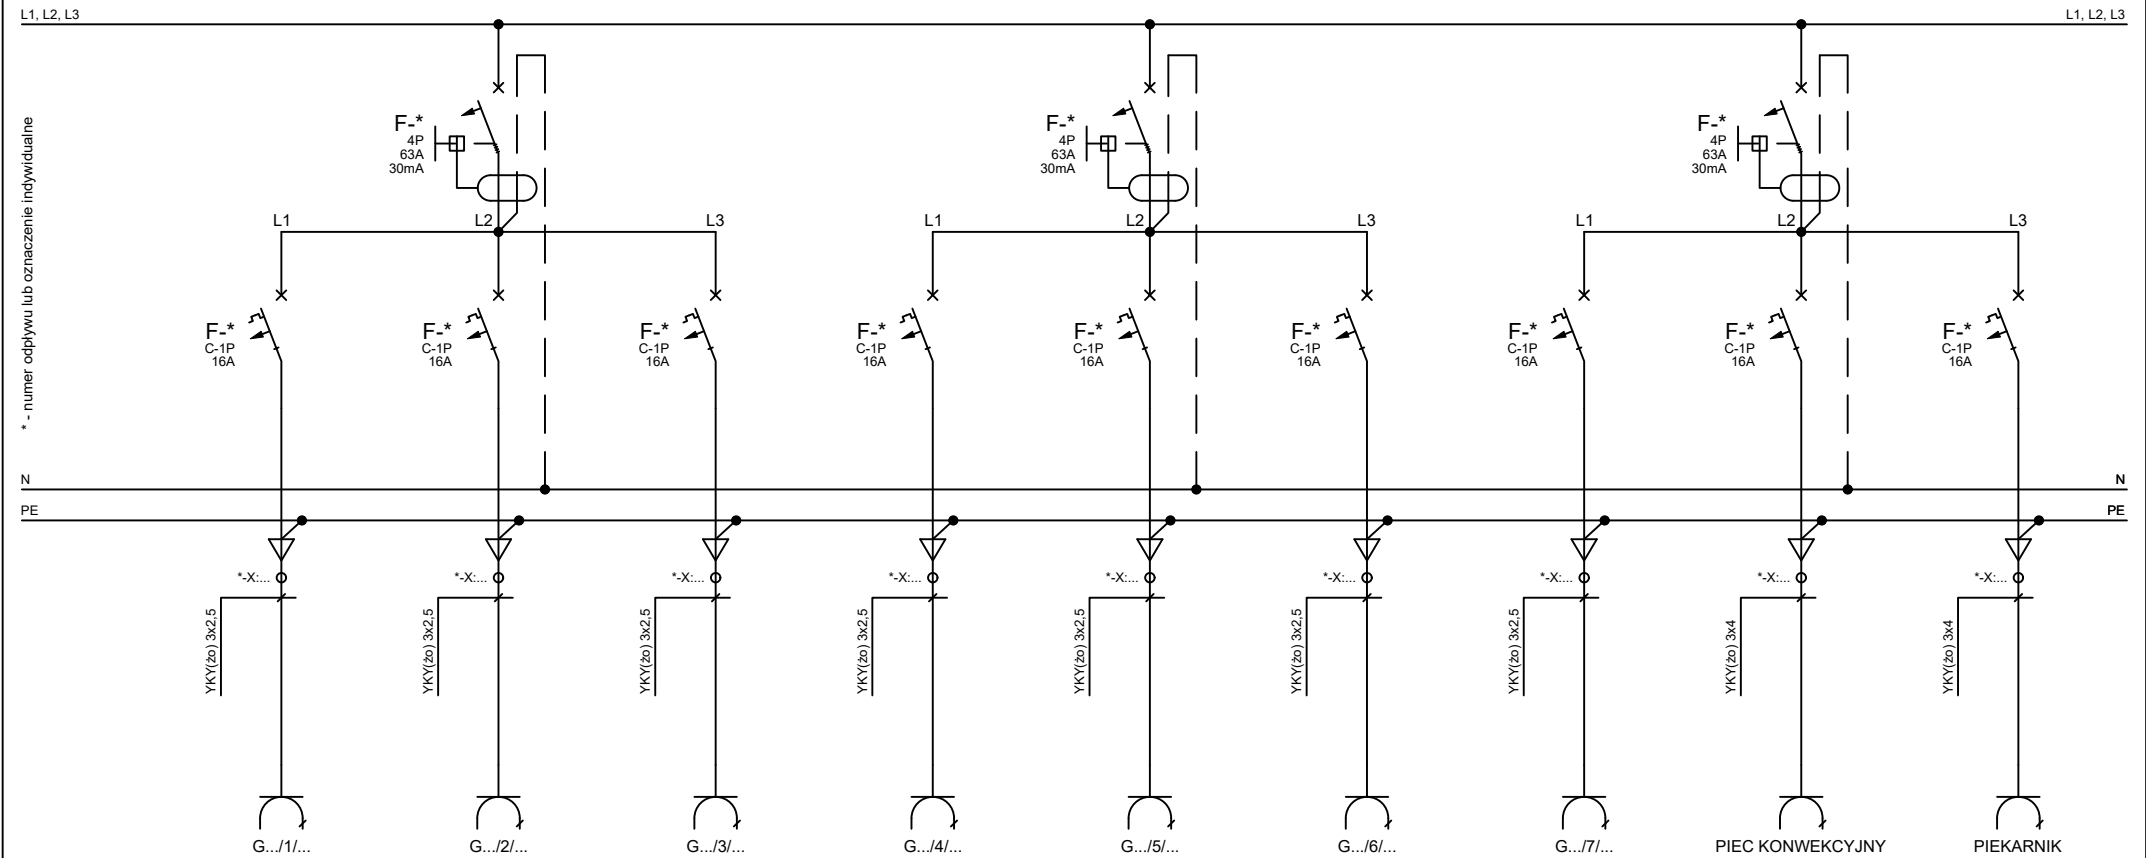 L1, L2, L3
L1, L2, L3
* - numer odpływu lub oznaczenie indywidualne
F-*
4P
63A
30mA
F-*
4P
63A
30mA
F-*
4P
63A
30mA
L1
L2
L3
L1
L2
L3
L1
L2
L3
F-*
C-1P
16A
F-*
C-1P
16A
F-*
C-1P
16A
F-*
C-1P
16A
F-*
C-1P
16A
F-*
C-1P
16A
F-*
C-1P
16A
F-*
C-1P
16A
F-*
C-1P
16A
N
N
PE
PE
*-X:...
*-X:...
*-X:...
*-X:...
*-X:...
*-X:...
*-X:...
*-X:...
*-X:...
YKY(żo) 3x2,5
YKY(żo) 3x2,5
YKY(żo) 3x2,5
YKY(żo) 3x2,5
YKY(żo) 3x2,5
YKY(żo) 3x2,5
YKY(żo) 3x2,5
YKY(żo) 3x4
YKY(żo) 3x4
G.../1/...
G.../2/...
G.../3/...
G.../4/...
G.../5/...
G.../6/...
G.../7/...
PIEC KONWEKCYJNY
PIEKARNIK